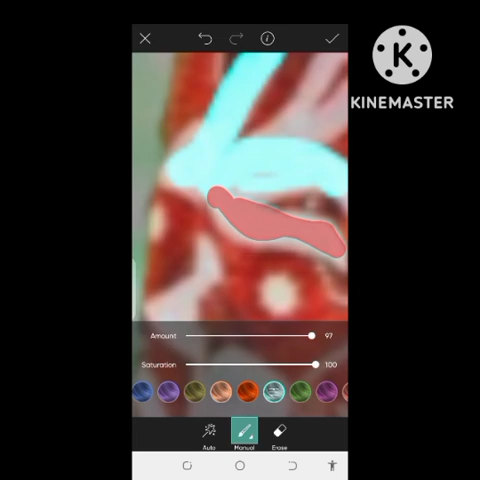 K
KINEMASTER
Amount 97
Saturation 100
Auto Manual Erase